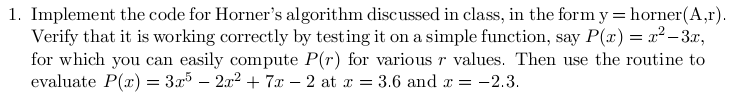 1. Implement the code for Horner's algorithm discussed in class, in the form y = horner(A,r).
Verify that it is working correctly by testing it on a simple function, say P(x) = x²−3x,
for which you can easily compute P(r) for various r values. Then use the routine to
evaluate P(x) = 3x⁵ − 2x² + 7x − 2 at x = 3.6 and x = −2.3.